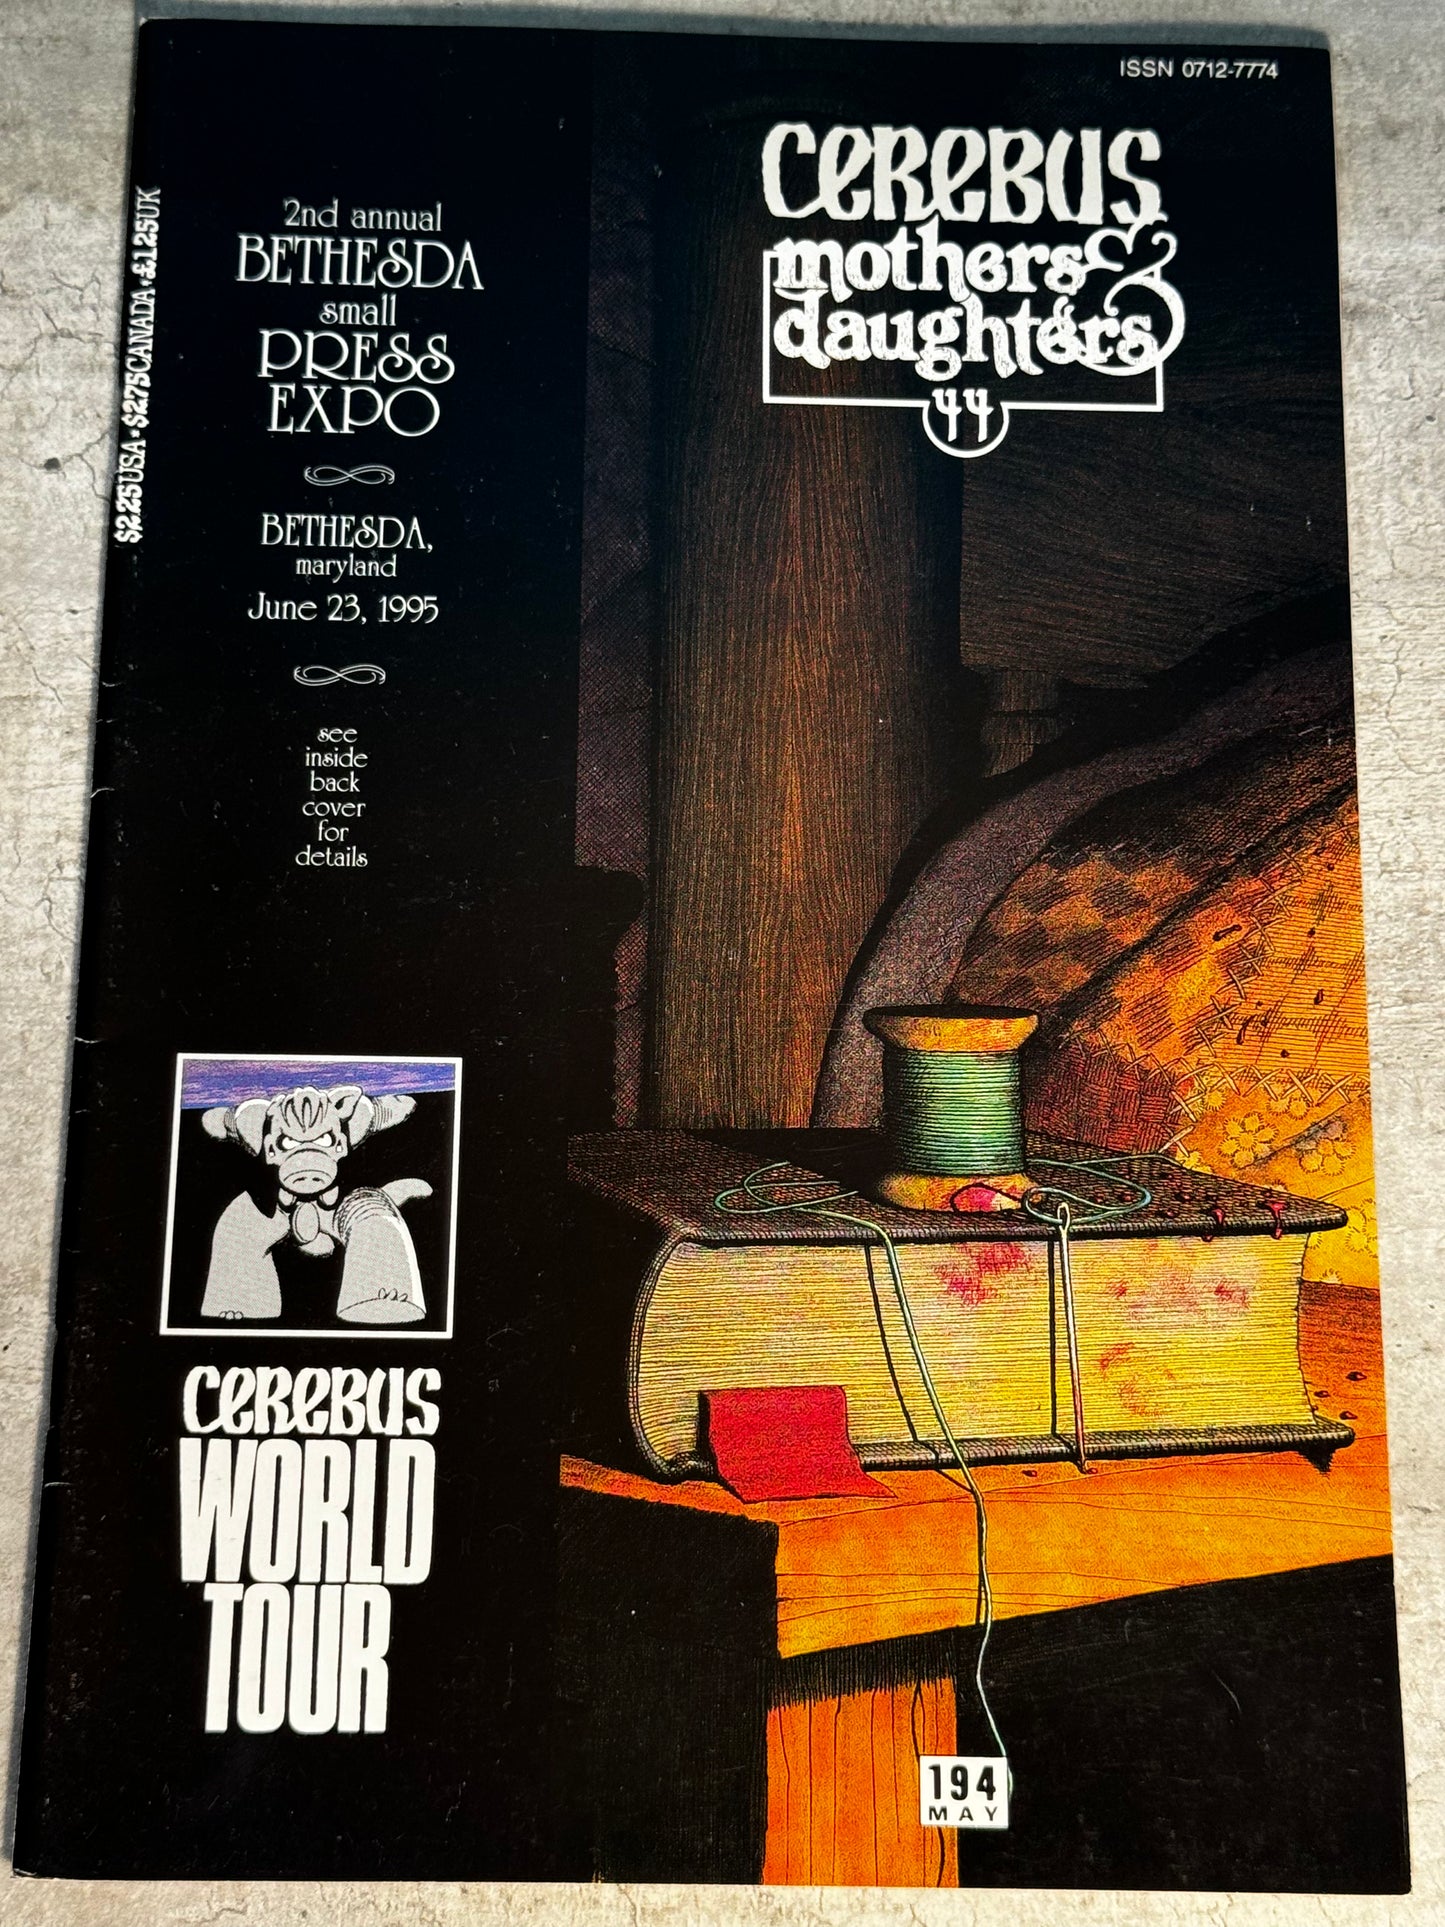 ISSN 0712-7774
$2.25USA•$2.75CANADA•£1.25UK
2nd annual
BETHESDA
small
PRESS
EXPO
BETHESDA,
maryland
June 23, 1995
see
inside
back
cover
for
details
CEREBUS
mothers &
daughters
44
CEREBUS
WORLD
TOUR
194
MAY